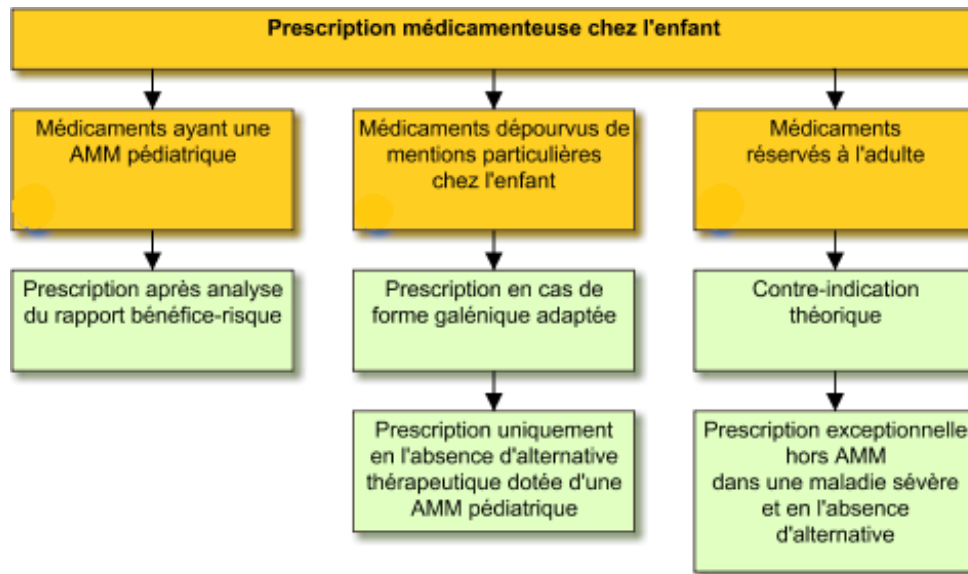 Prescription médicamenteuse chez l'enfant
Médicaments ayant une
AMM pédiatrique
Médicaments dépourvus de
mentions particulières
chez l'enfant
Médicaments
réservés à l'adulte
Prescription après analyse
du rapport bénéfice-risque
Prescription en cas de
forme galénique adaptée
Contre-indication
théorique
Prescription uniquement
en l'absence d'alternative
thérapeutique dotée d'une
AMM pédiatrique
Prescription exceptionnelle
hors AMM
dans une maladie sévère
et en l'absence
d'alternative